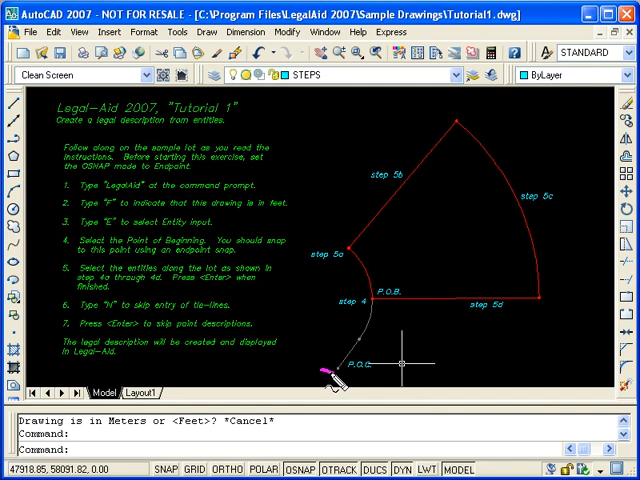 AutoCAD 2007 - NOT FOR RESALE - [C:\Program Files\LegalAid 2007\Sample Drawings\Tutorial1.dwg]
File Edit View Insert Format Tools Draw Dimension Modify Window Help Express
STANDARD
Clean Screen
STEPS
ByLayer
Legal-Aid 2007, "Tutorial 1"
Create a legal description from entities.
Follow along on the sample lot as you read the
instructions. Before starting this exercise, set
the OSNAP mode to Endpoint.
1. Type "LegalAid" at the command prompt.
2. Type "F" to indicate that this drawing is in feet.
3. Type "E" to select Entity input.
4. Select the Point of Beginning. You should snap
to this point using an endpoint snap.
5. Select the entities along the lot as shown in
step 4a through 4d. Press <Enter> when
finished.
6. Type "N" to skip entry of tie-lines.
7. Press <Enter> to skip point descriptions.
The legal description will be created and displayed
in Legal-Aid.
step 5b
step 5c
step 5a
P.O.B.
step 4
step 5d
P.O.C.
Model
Layout1
Drawing is in Meters or <Feet>? *Cancel*
Command:
Command:
47918.85, 58091.82, 0.00
SNAP GRID ORTHO POLAR OSNAP OTRACK DUCS DYN LWT MODEL